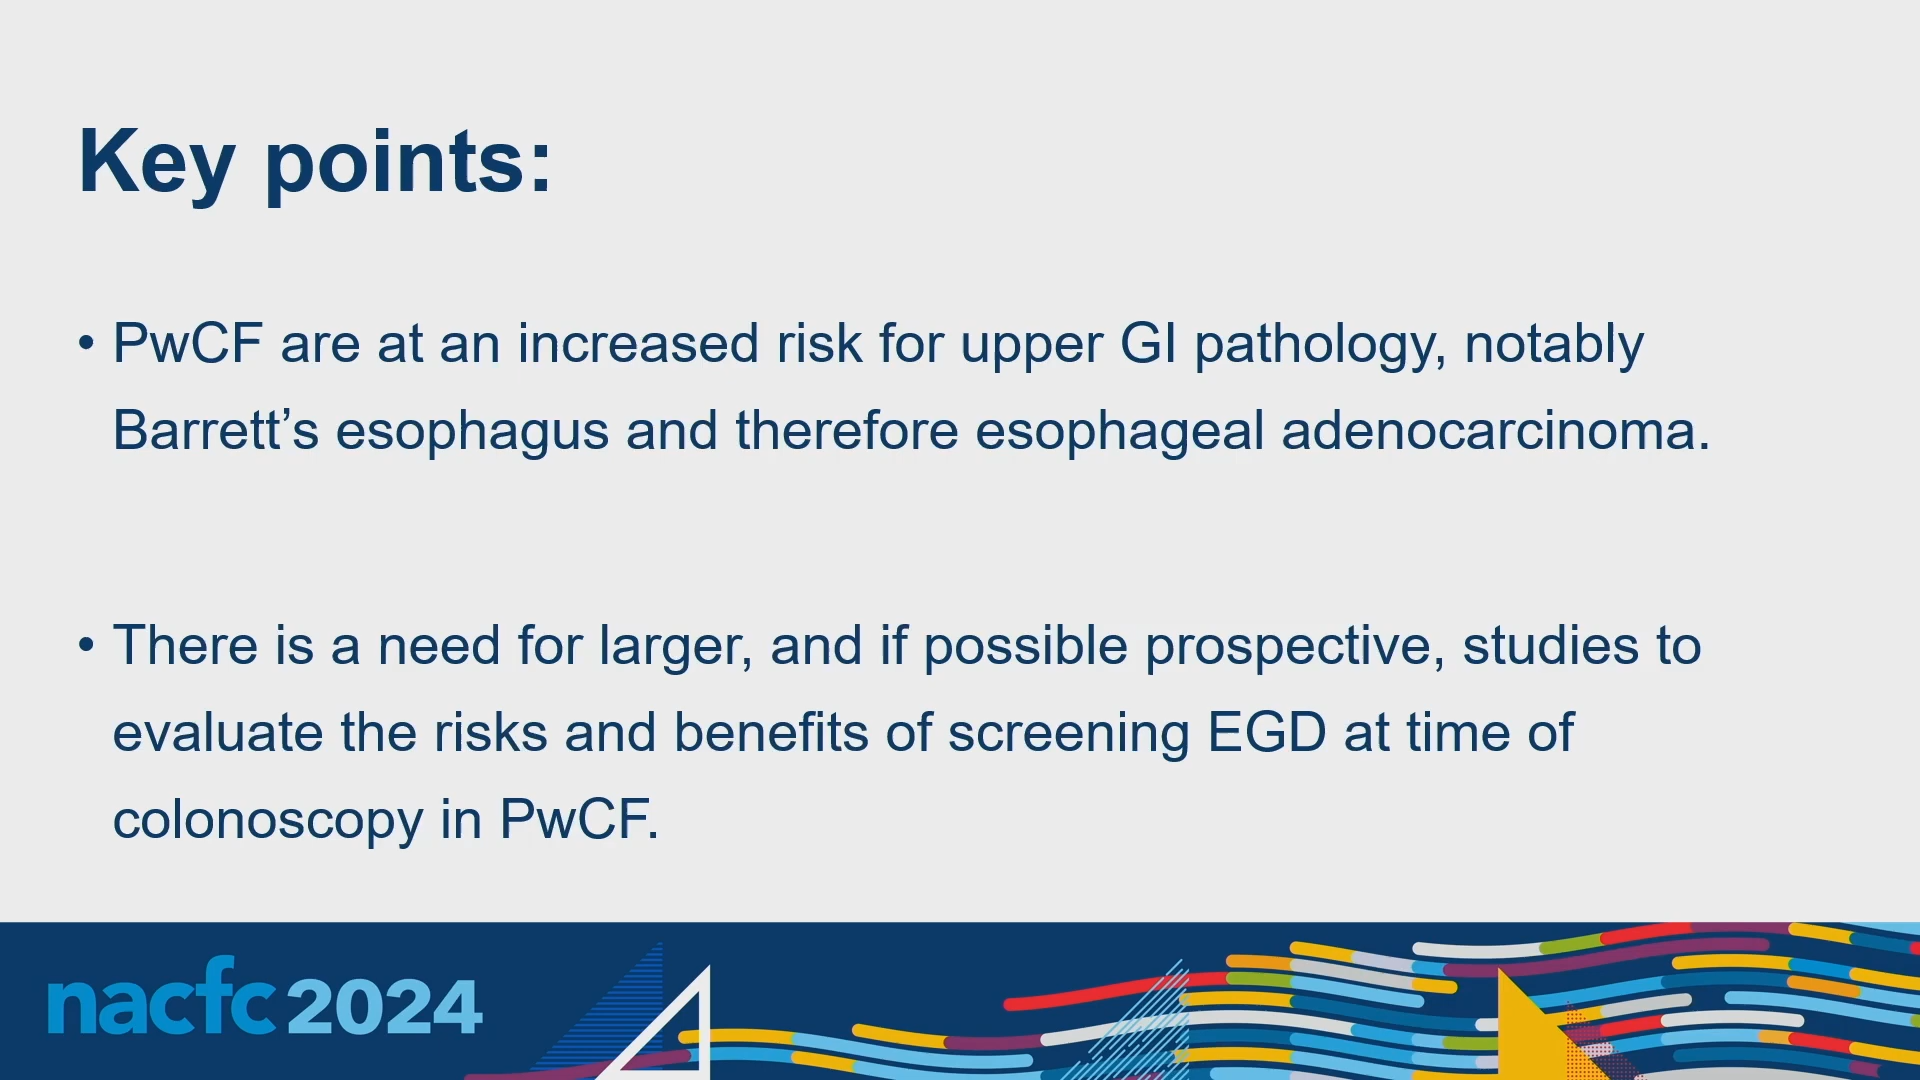 Key points:
• PwCF are at an increased risk for upper GI pathology, notably
Barrett’s esophagus and therefore esophageal adenocarcinoma.
• There is a need for larger, and if possible prospective, studies to
evaluate the risks and benefits of screening EGD at time of
colonoscopy in PwCF.
nacfc 2024